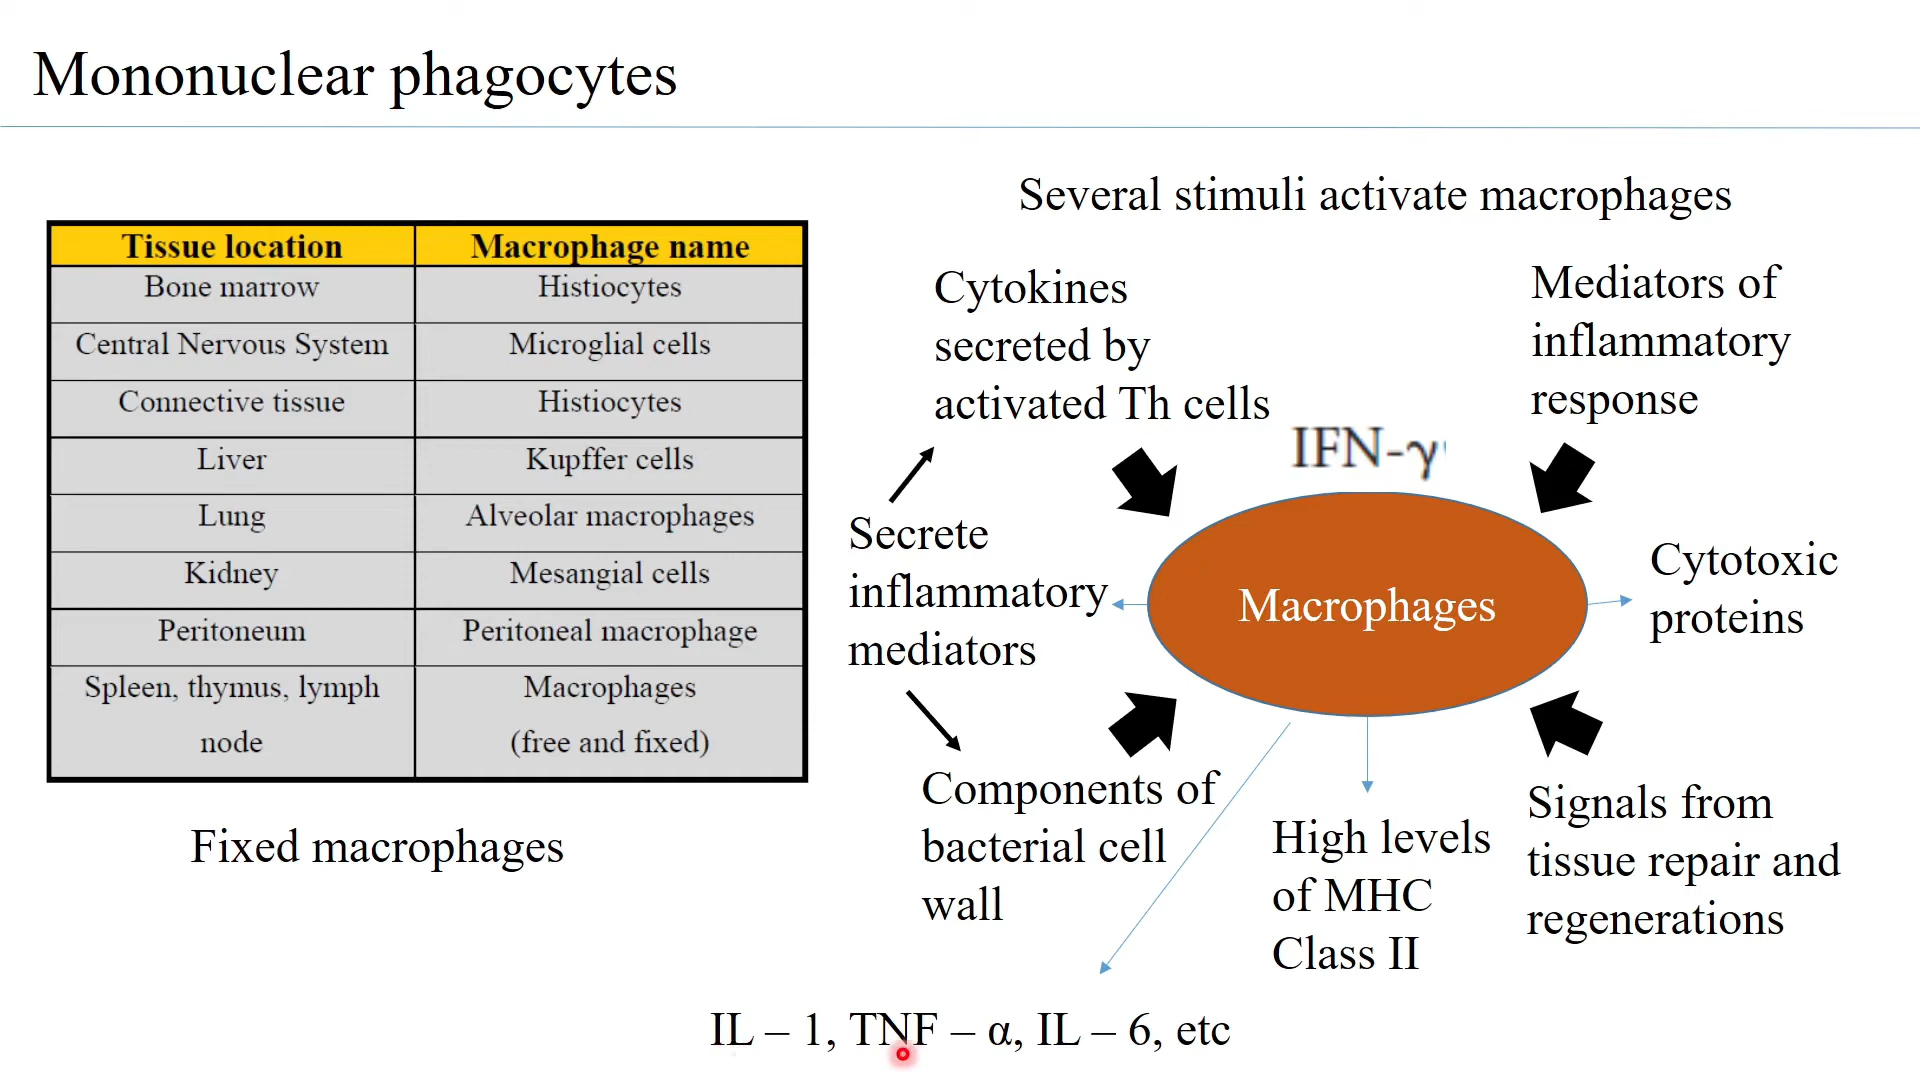 Mononuclear phagocytes
Tissue location Macrophage name
Bone marrow Histiocytes
Central Nervous System Microglial cells
Connective tissue Histiocytes
Liver Kupffer cells
Lung Alveolar macrophages
Kidney Mesangial cells
Peritoneum Peritoneal macrophage
Spleen, thymus, lymph Macrophages
node (free and fixed)
Fixed macrophages
Several stimuli activate macrophages
Cytokines
secreted by
activated Th cells
Mediators of
inflammatory
response
IFN-γ
Secrete
inflammatory
mediators
Macrophages
Cytotoxic
proteins
Components of
bacterial cell
wall
High levels
of MHC
Class II
Signals from
tissue repair and
regenerations
IL – 1, TNF – α, IL – 6, etc